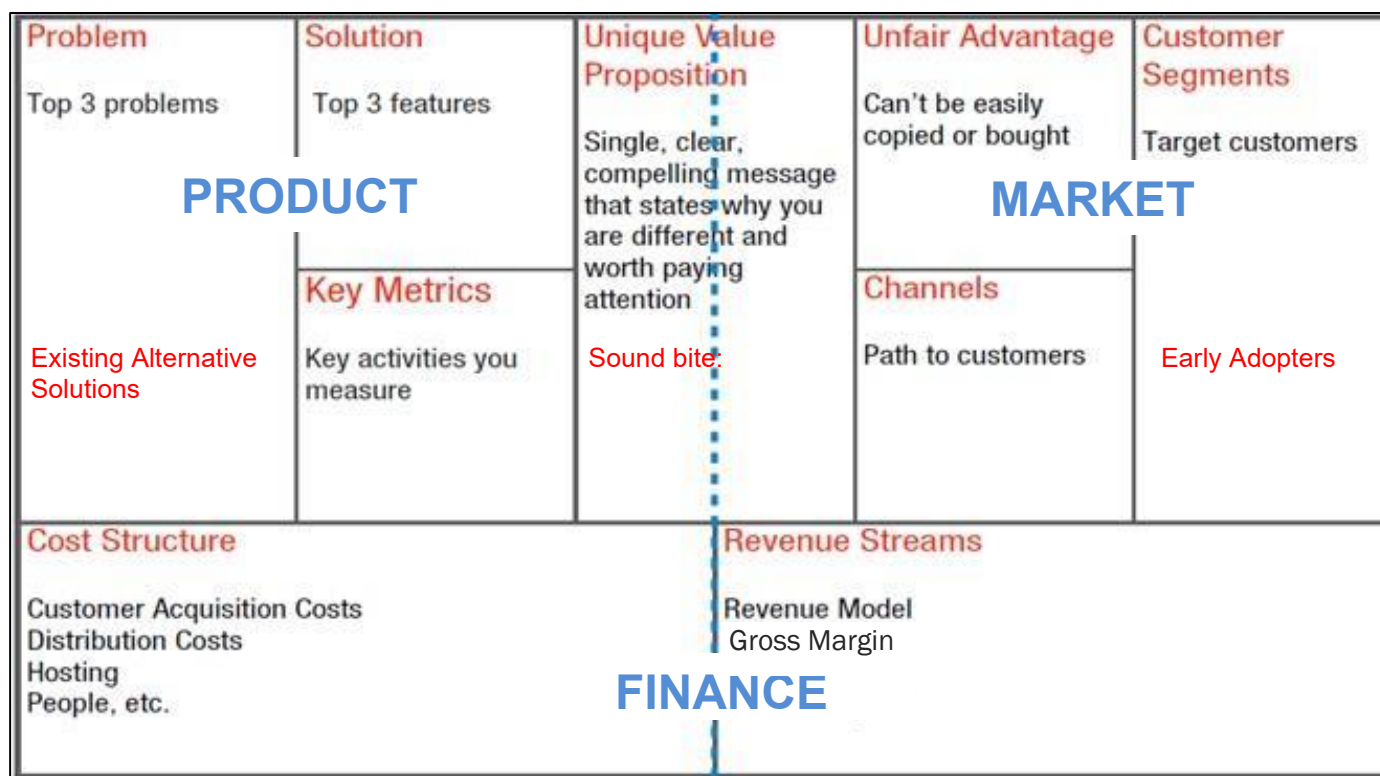 Problem
Top 3 problems
Existing Alternative
Solutions
Solution
Top 3 features
PRODUCT
Key Metrics
Key activities you
measure
Unique Value
Proposition
Single, clear,
compelling message
that states why you
are different and
worth paying
attention
Sound bite:
Unfair Advantage
Can't be easily
copied or bought
MARKET
Channels
Path to customers
Customer
Segments
Target customers
Early Adopters
Cost Structure
Customer Acquisition Costs
Distribution Costs
Hosting
People, etc.
Revenue Streams
Revenue Model
Gross Margin
FINANCE